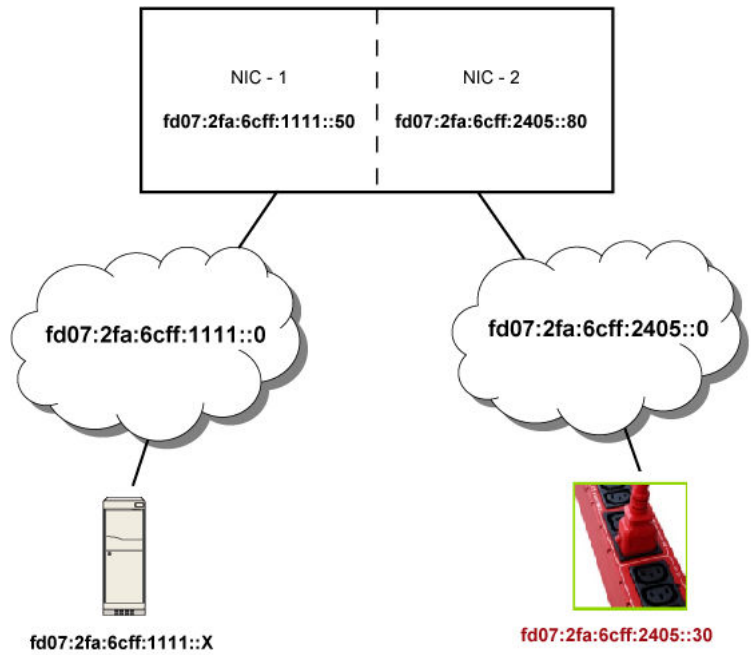 NIC - 1
NIC - 2
fd07:2fa:6cff:1111::50
fd07:2fa:6cff:2405::80
fd07:2fa:6cff:1111::0
fd07:2fa:6cff:2405::0
fd07:2fa:6cff:1111::X
fd07:2fa:6cff:2405::30